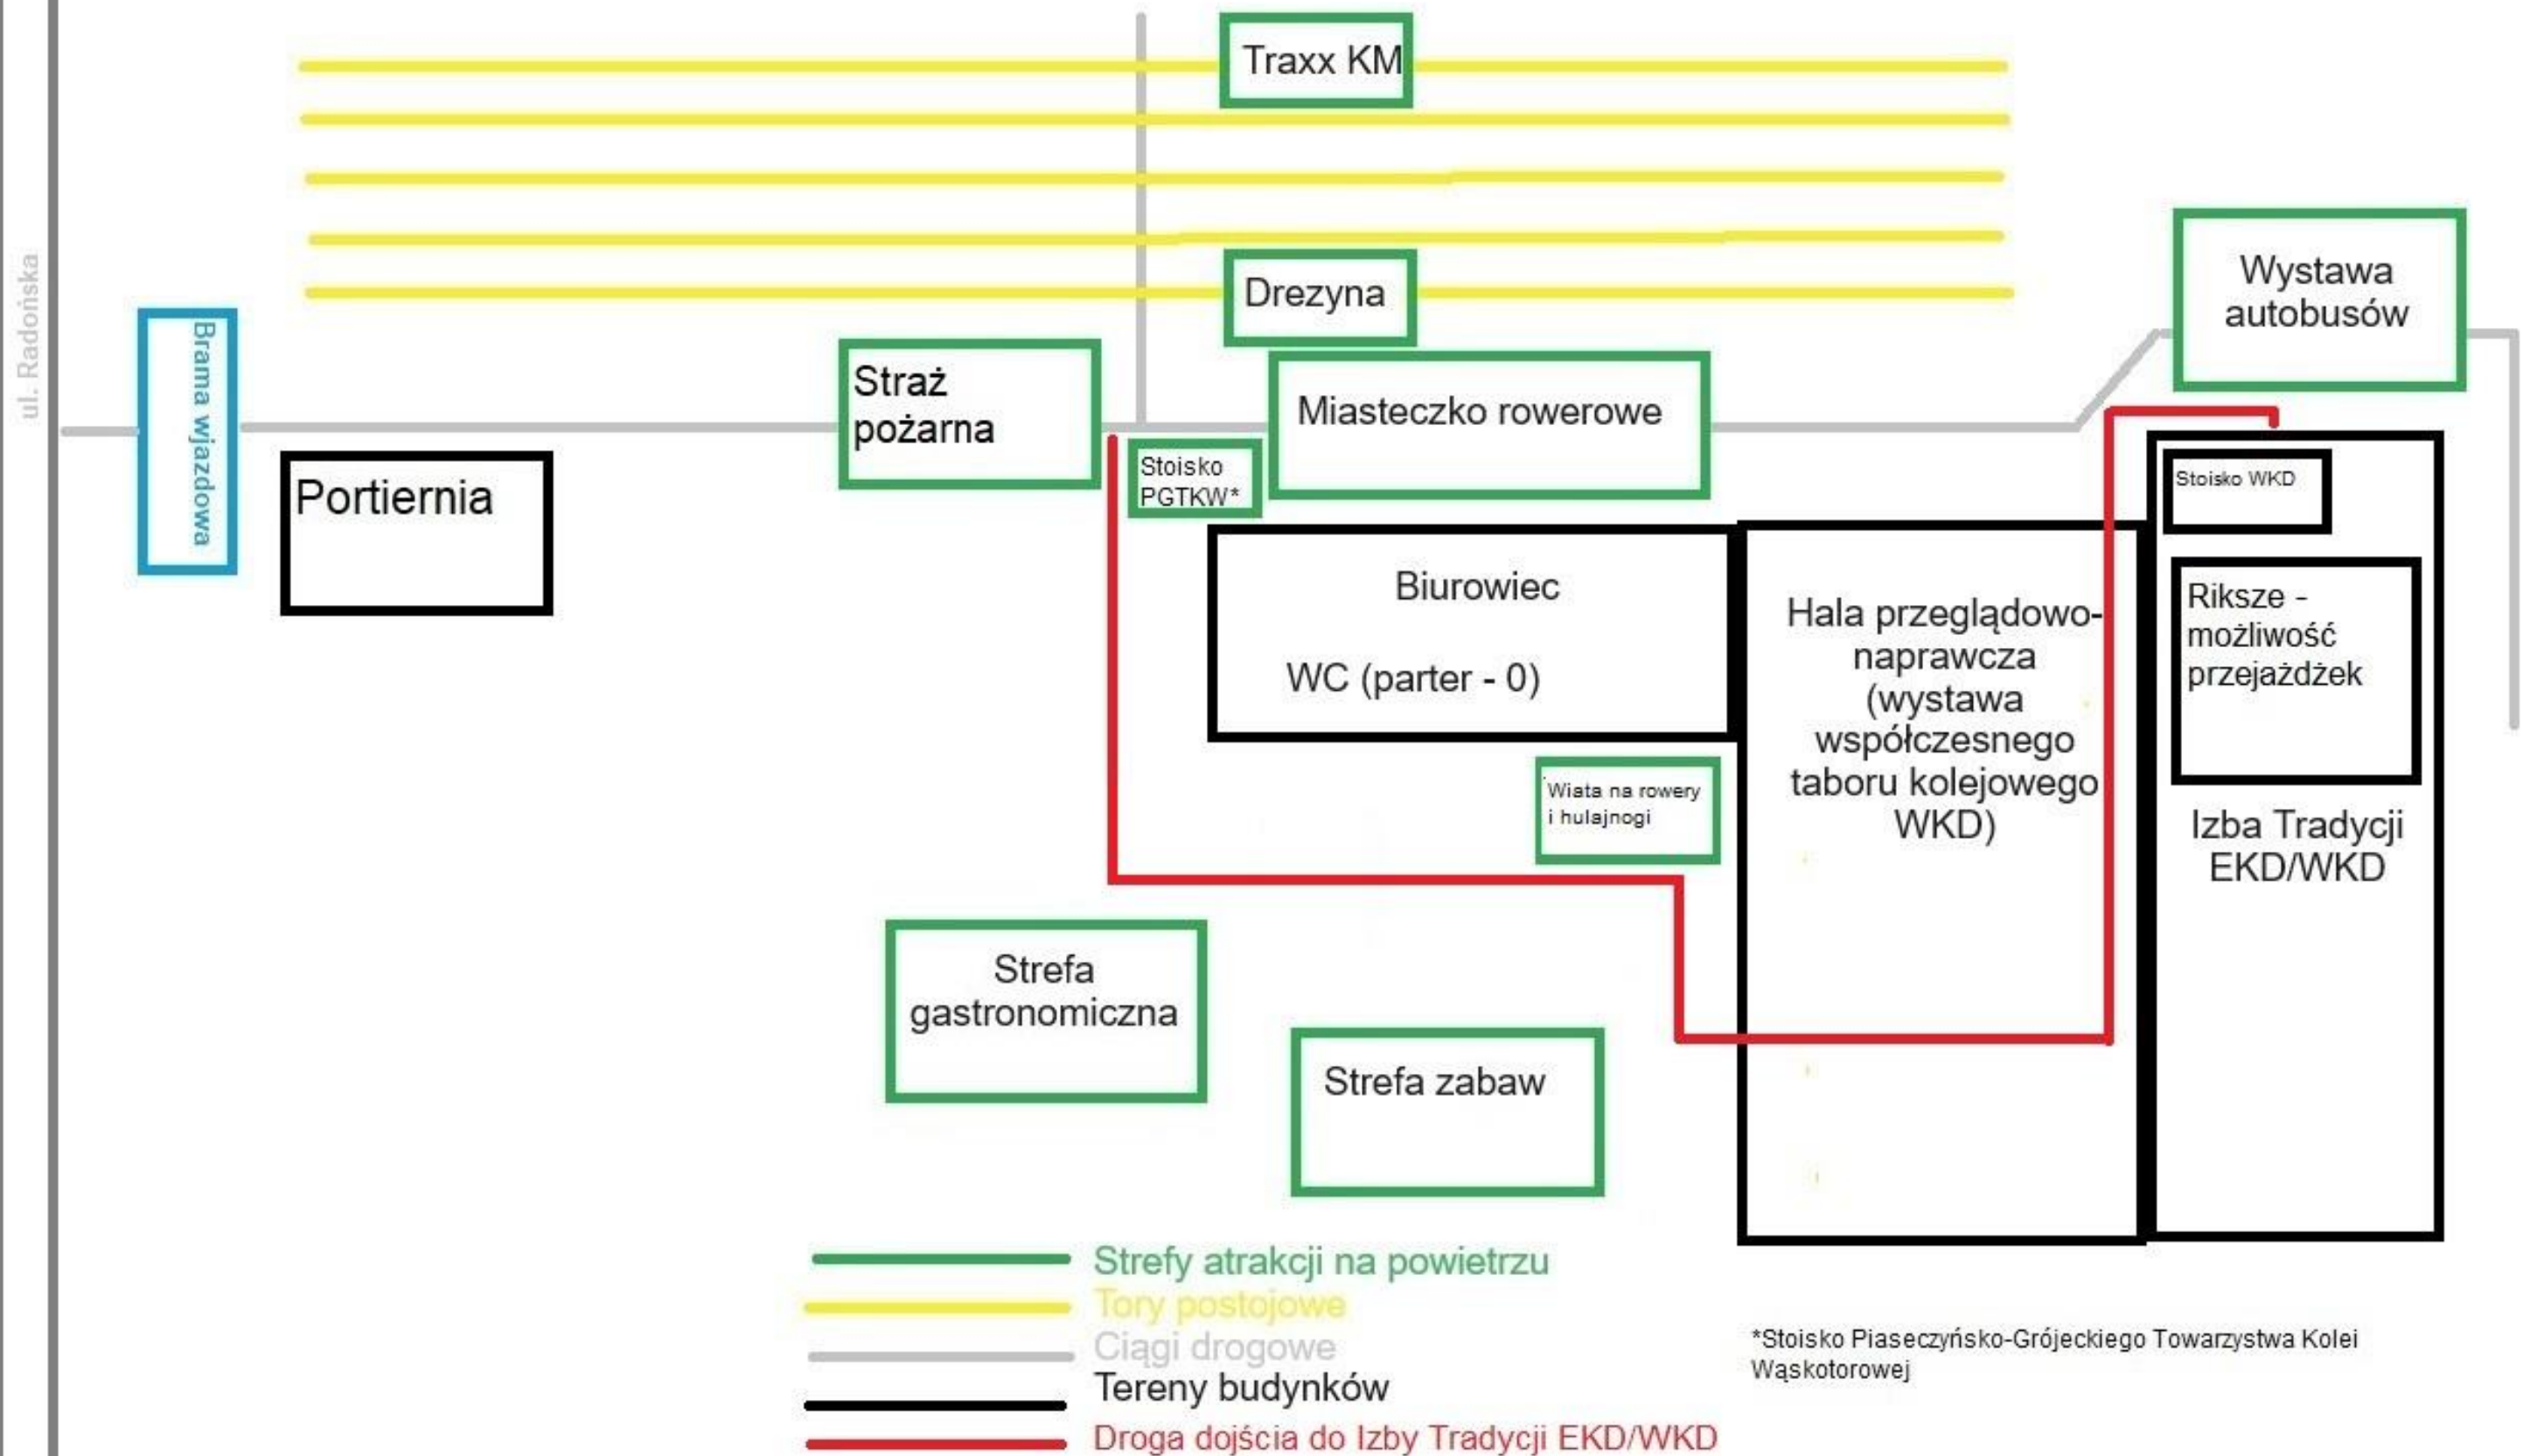 Traxx KM
ul. Radońska
Brama wjazdowa
Drezyna
Wystawa
autobusów
Straż
pożarna
Miasteczko rowerowe
Portiernia
Stoisko
PGTKW*
Stoisko WKD
Biurowiec
WC (parter - 0)
Hala przeglądowo-
naprawcza
(wystawa
współczesnego
taboru kolejowego
WKD)
Riksze -
możliwość
przejażdżek
Wiata na rowery
i hulajnogi
Izba Tradycji
EKD/WKD
Strefa
gastronomiczna
Strefa zabaw
Strefy atrakcji na powietrzu
Tory postojowe
Ciągi drogowe
Tereny budynków
Droga dojścia do Izby Tradycji EKD/WKD
*Stoisko Piaseczyńsko-Grójeckiego Towarzystwa Kolei
Wąskotorowej